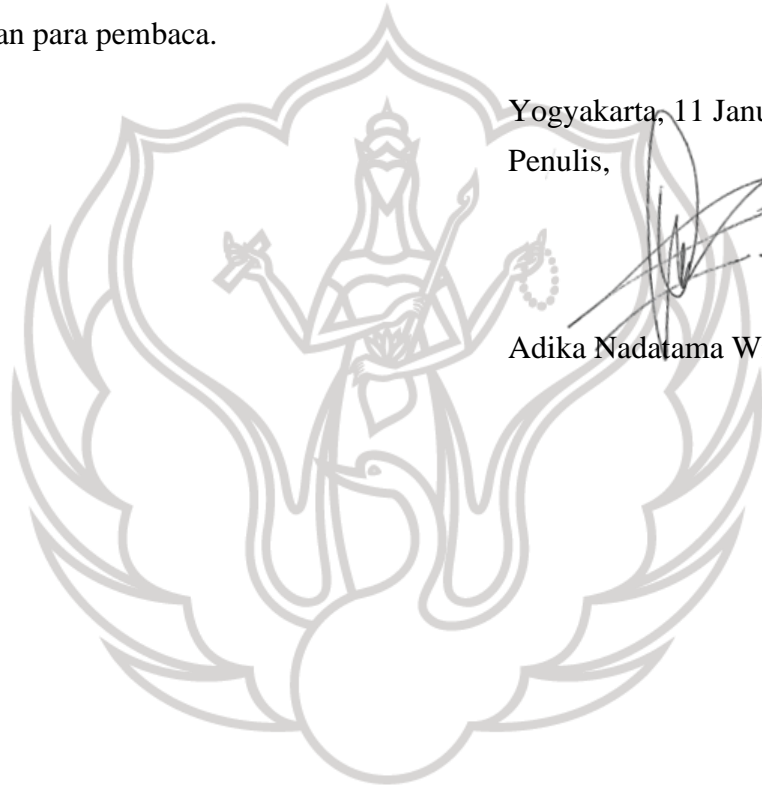 an para pembaca.
Yogyakarta, 11 Janu
Penulis,
Adika Nadatama W